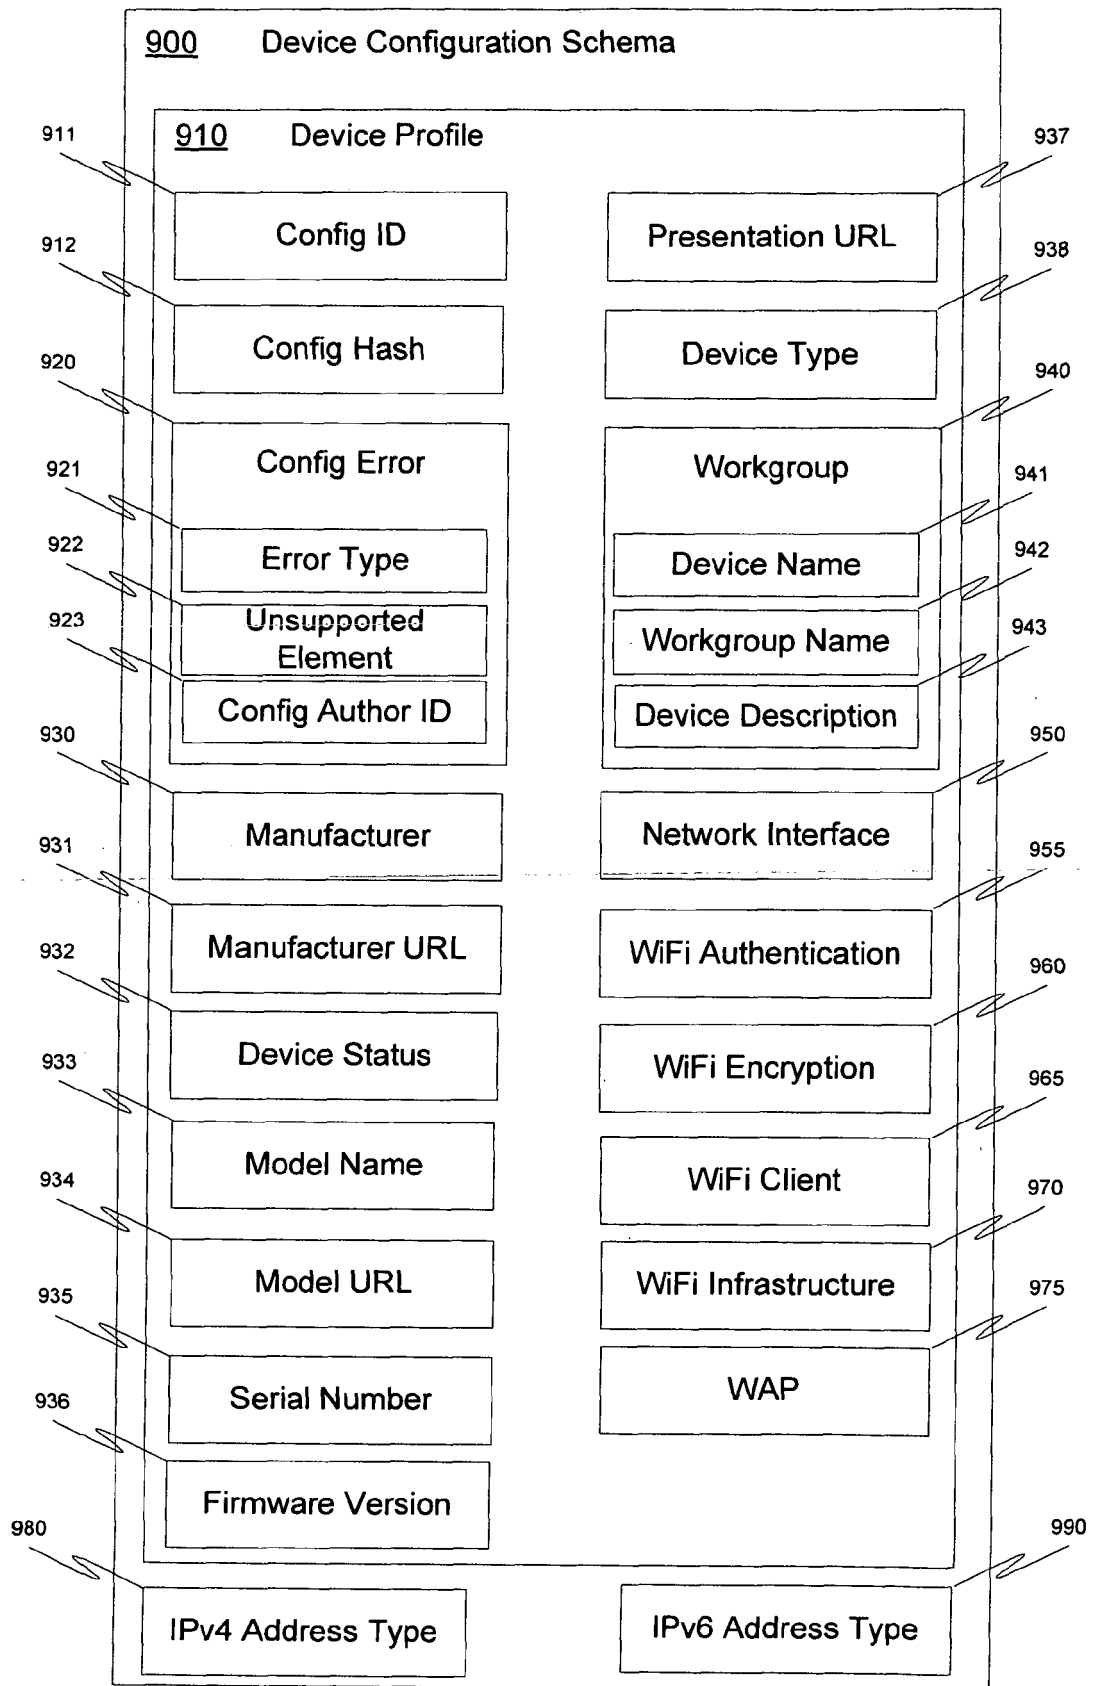 900 Device Configuration Schema
910 Device Profile
911
937
Config ID
Presentation URL
912
938
Config Hash
Device Type
920
940
Config Error
Workgroup
921
941
Error Type
Device Name
922
942
Unsupported
Element
Workgroup Name
923
943
Config Author ID
Device Description
930
950
Manufacturer
Network Interface
931
955
Manufacturer URL
WiFi Authentication
932
960
Device Status
WiFi Encryption
933
965
Model Name
WiFi Client
934
970
Model URL
WiFi Infrastructure
935
975
Serial Number
WAP
936
Firmware Version
980
990
IPv4 Address Type
IPv6 Address Type